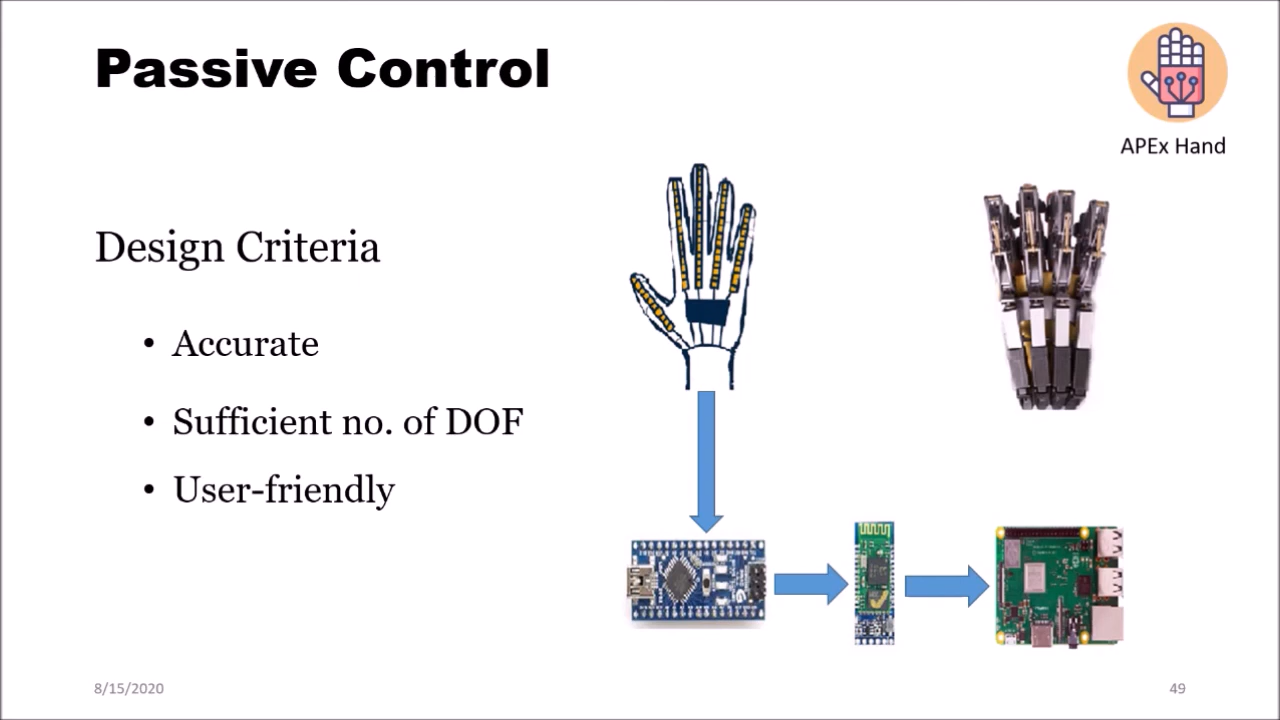 Passive Control
APEx Hand
Design Criteria
• Accurate
• Sufficient no. of DOF
• User-friendly
8/15/2020
49